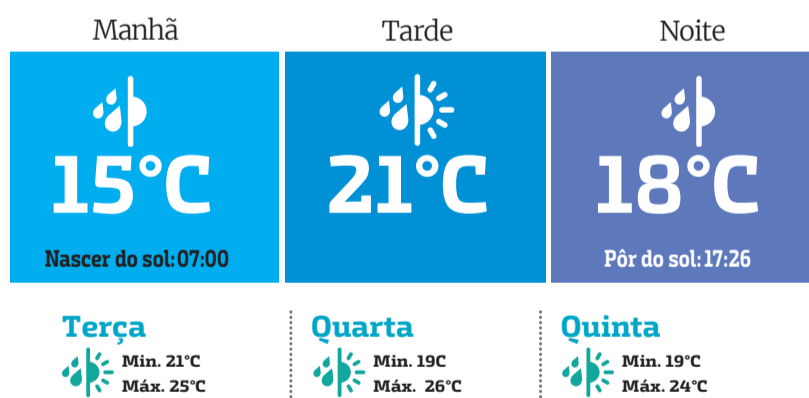 Manhã Tarde Noite
15°C 21°C 18°C
Nascer do sol: 07:00 Pôr do sol: 17:26
Terça Quarta Quinta
Min. 21°C Min. 19C Min. 19°C
Máx. 25°C Máx. 26°C Máx. 24°C